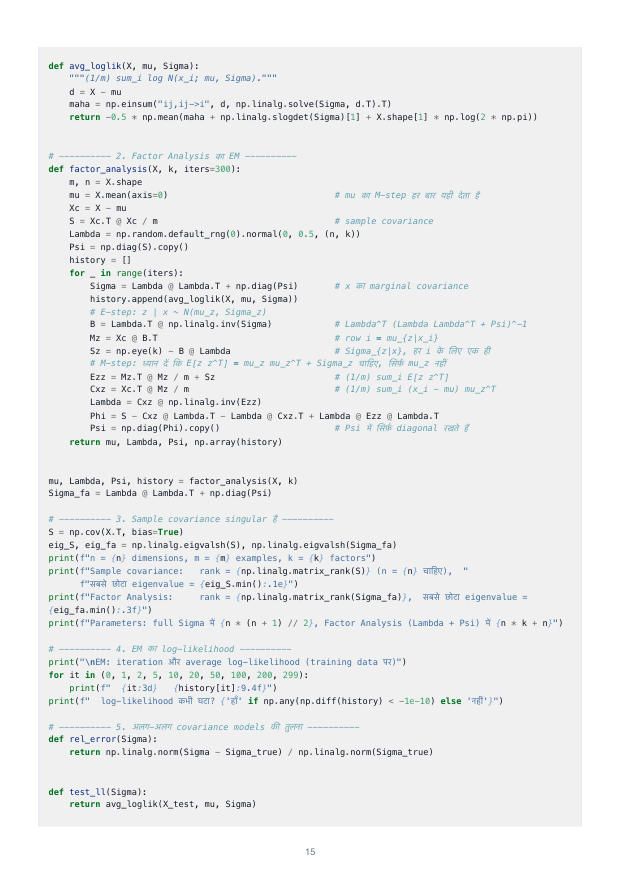 def avg_loglik(X, mu, Sigma):
    """(1/m) sum_i log N(x_i; mu, Sigma)."""
    d = X − mu
    maha = np.einsum("ij,ij−>i", d, np.linalg.solve(Sigma, d.T).T)
    return −0.5 * np.mean(maha + np.linalg.slogdet(Sigma)[1] + X.shape[1] * np.log(2 * np.pi))
# −−−−−−−−−− 2. Factor Analysis का EM −−−−−−−−−−
def factor_analysis(X, k, iters=300):
    m, n = X.shape
    mu = X.mean(axis=0)                                # mu का M−step हर बार यही देता है
    Xc = X − mu
    S = Xc.T @ Xc / m                                  # sample covariance
    Lambda = np.random.default_rng(0).normal(0, 0.5, (n, k))
    Psi = np.diag(S).copy()
    history = []
    for _ in range(iters):
        Sigma = Lambda @ Lambda.T + np.diag(Psi)       # x का marginal covariance
        history.append(avg_loglik(X, mu, Sigma))
        # E−step: z | x ~ N(mu_z, Sigma_z)
        B = Lambda.T @ np.linalg.inv(Sigma)            # Lambda^T (Lambda Lambda^T + Psi)^−1
        Mz = Xc @ B.T                                  # row i = mu_{z|x_i}
        Sz = np.eye(k) − B @ Lambda                    # Sigma_{z|x}, हर i के लिए एक ही
        # M−step: ध्यान दें कि E[z z^T] = mu_z mu_z^T + Sigma_z चाहिए, सिर्फ़ mu_z नहीं
        Ezz = Mz.T @ Mz / m + Sz                       # (1/m) sum_i E[z z^T]
        Cxz = Xc.T @ Mz / m                            # (1/m) sum_i (x_i − mu) mu_z^T
        Lambda = Cxz @ np.linalg.inv(Ezz)
        Phi = S − Cxz @ Lambda.T − Lambda @ Cxz.T + Lambda @ Ezz @ Lambda.T
        Psi = np.diag(Phi).copy()                      # Psi में सिर्फ़ diagonal रखते हैं
    return mu, Lambda, Psi, np.array(history)
mu, Lambda, Psi, history = factor_analysis(X, k)
Sigma_fa = Lambda @ Lambda.T + np.diag(Psi)
# −−−−−−−−−− 3. Sample covariance singular है −−−−−−−−−−
S = np.cov(X.T, bias=True)
eig_S, eig_fa = np.linalg.eigvalsh(S), np.linalg.eigvalsh(Sigma_fa)
print(f"n = {n} dimensions, m = {m} examples, k = {k} factors")
print(f"Sample covariance:   rank = {np.linalg.matrix_rank(S)} (n = {n} चाहिए),  "
      f"सबसे छोटा eigenvalue = {eig_S.min():.1e}")
print(f"Factor Analysis:     rank = {np.linalg.matrix_rank(Sigma_fa)},  सबसे छोटा eigenvalue =
{eig_fa.min():.3f}")
print(f"Parameters: full Sigma में {n * (n + 1) // 2}, Factor Analysis (Lambda + Psi) में {n * k + n}")
# −−−−−−−−−− 4. EM का log−likelihood −−−−−−−−−−
print("\nEM: iteration और average log−likelihood (training data पर)")
for it in (0, 1, 2, 5, 10, 20, 50, 100, 200, 299):
    print(f"  {it:3d}   {history[it]:9.4f}")
print(f"  log−likelihood कभी घटा? {'हाँ' if np.any(np.diff(history) < −1e−10) else 'नहीं'}")
# −−−−−−−−−− 5. अलग−अलग covariance models की तुलना −−−−−−−−−−
def rel_error(Sigma):
    return np.linalg.norm(Sigma − Sigma_true) / np.linalg.norm(Sigma_true)
def test_ll(Sigma):
    return avg_loglik(X_test, mu, Sigma)
15